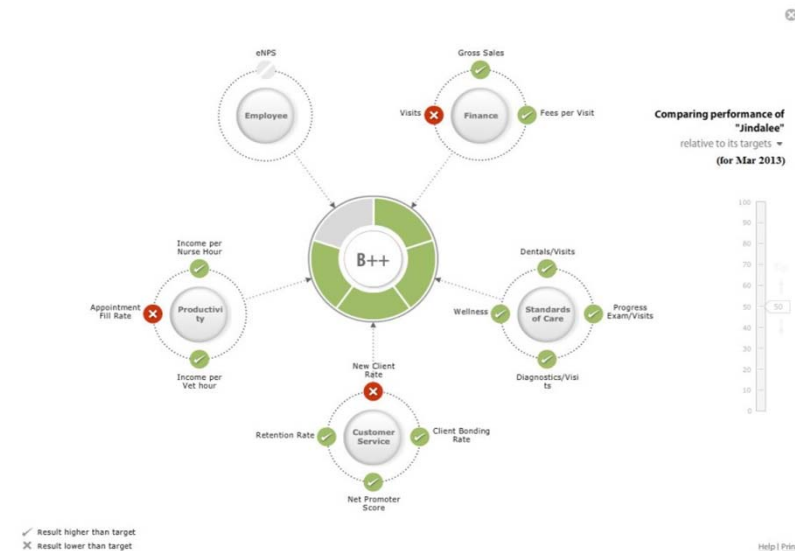 eNPS
Employee
Gross Sales
Visits
Finance
Fees per Visit
Comparing performance of
"Jindalee"
relative to its targets
(for Mar 2013)
B++
Income per
Nurse Hour
Appointment
Fill Rate
Productivi
ty
Income per
Vet hour
Dentals/Visits
Wellness
Standards
of Care
Progress
Exam/Visits
Diagnostics/Visi
ts
New Client
Rate
Retention Rate
Customer
Service
Client Bonding
Rate
Net Promoter
Score
100
90
80
70
60
50
50
40
30
20
10
0
Result higher than target
Result lower than target
Help | Prin